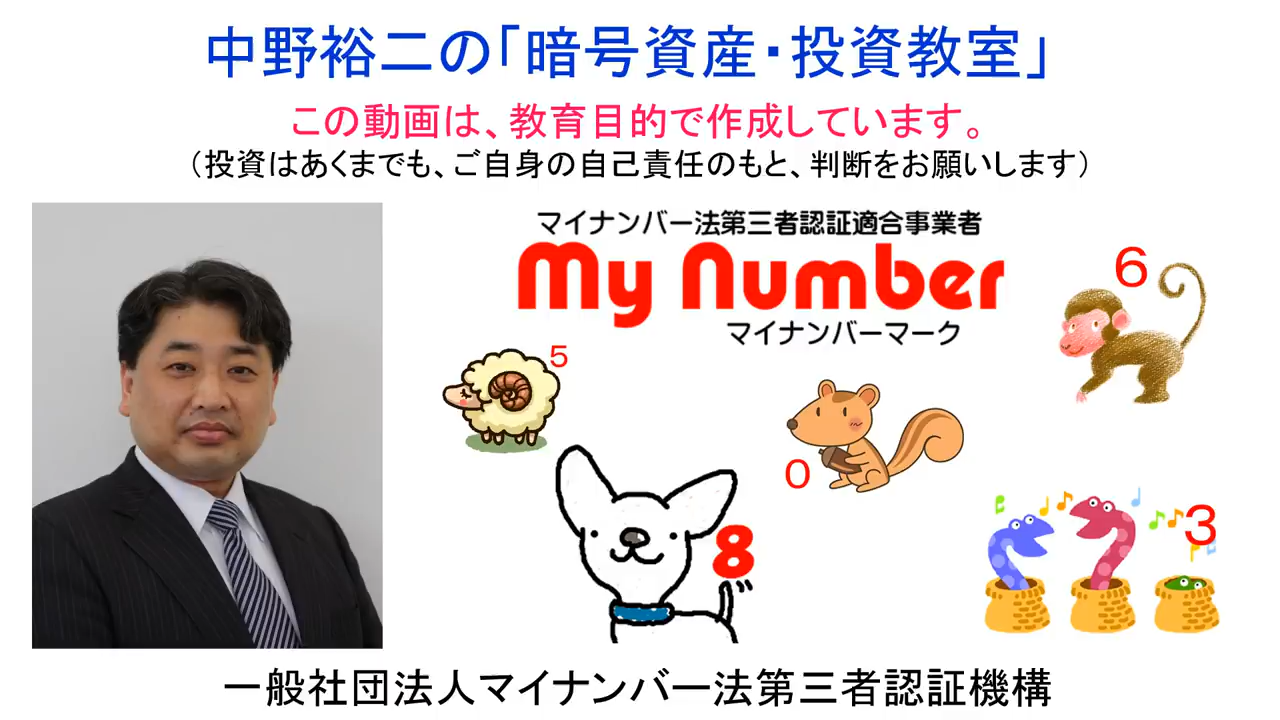 中野裕二の「暗号資産・投資教室」
この動画は、教育目的で作成しています。
（投資はあくまでも、ご自身の自己責任のもと、判断をお願いします）
マイナンバー法第三者認証適合事業者
My Number
マイナンバーマーク
6
5
0
8
3
一般社団法人マイナンバー法第三者認証機構